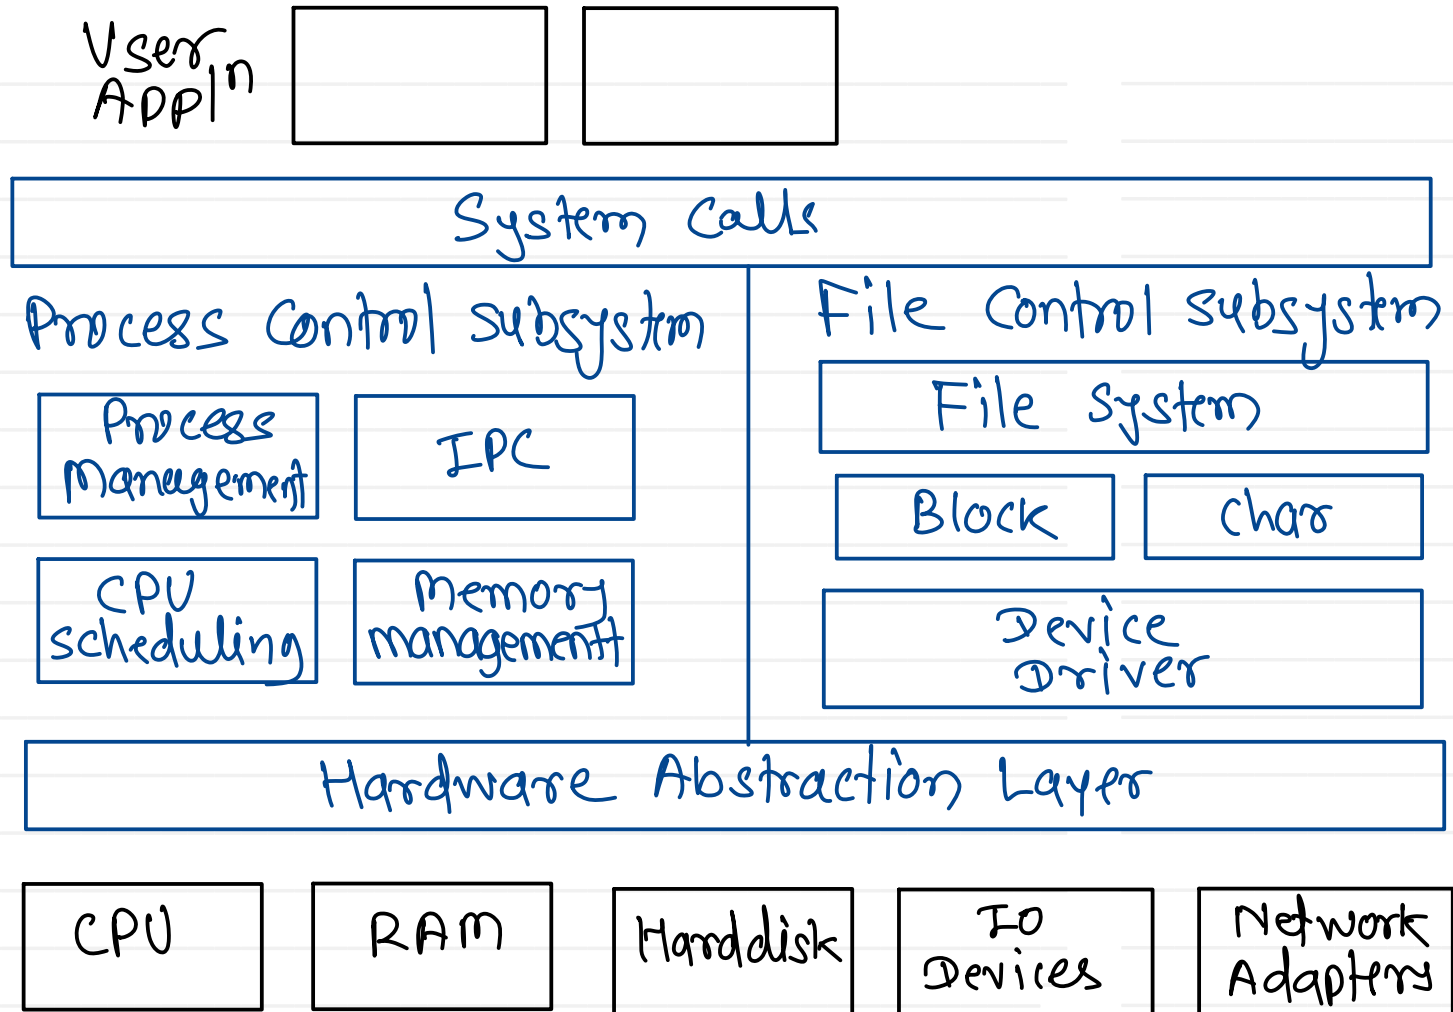 User
Appln
System Calls
Process Control Subsystem
File Control Subsystem
Process
Management
IPC
File System
Block
char
CPU
scheduling
Memory
management
Device
Driver
Hardware Abstraction Layer
CPU
RAM
Harddisk
IO
Devices
Network
Adapters